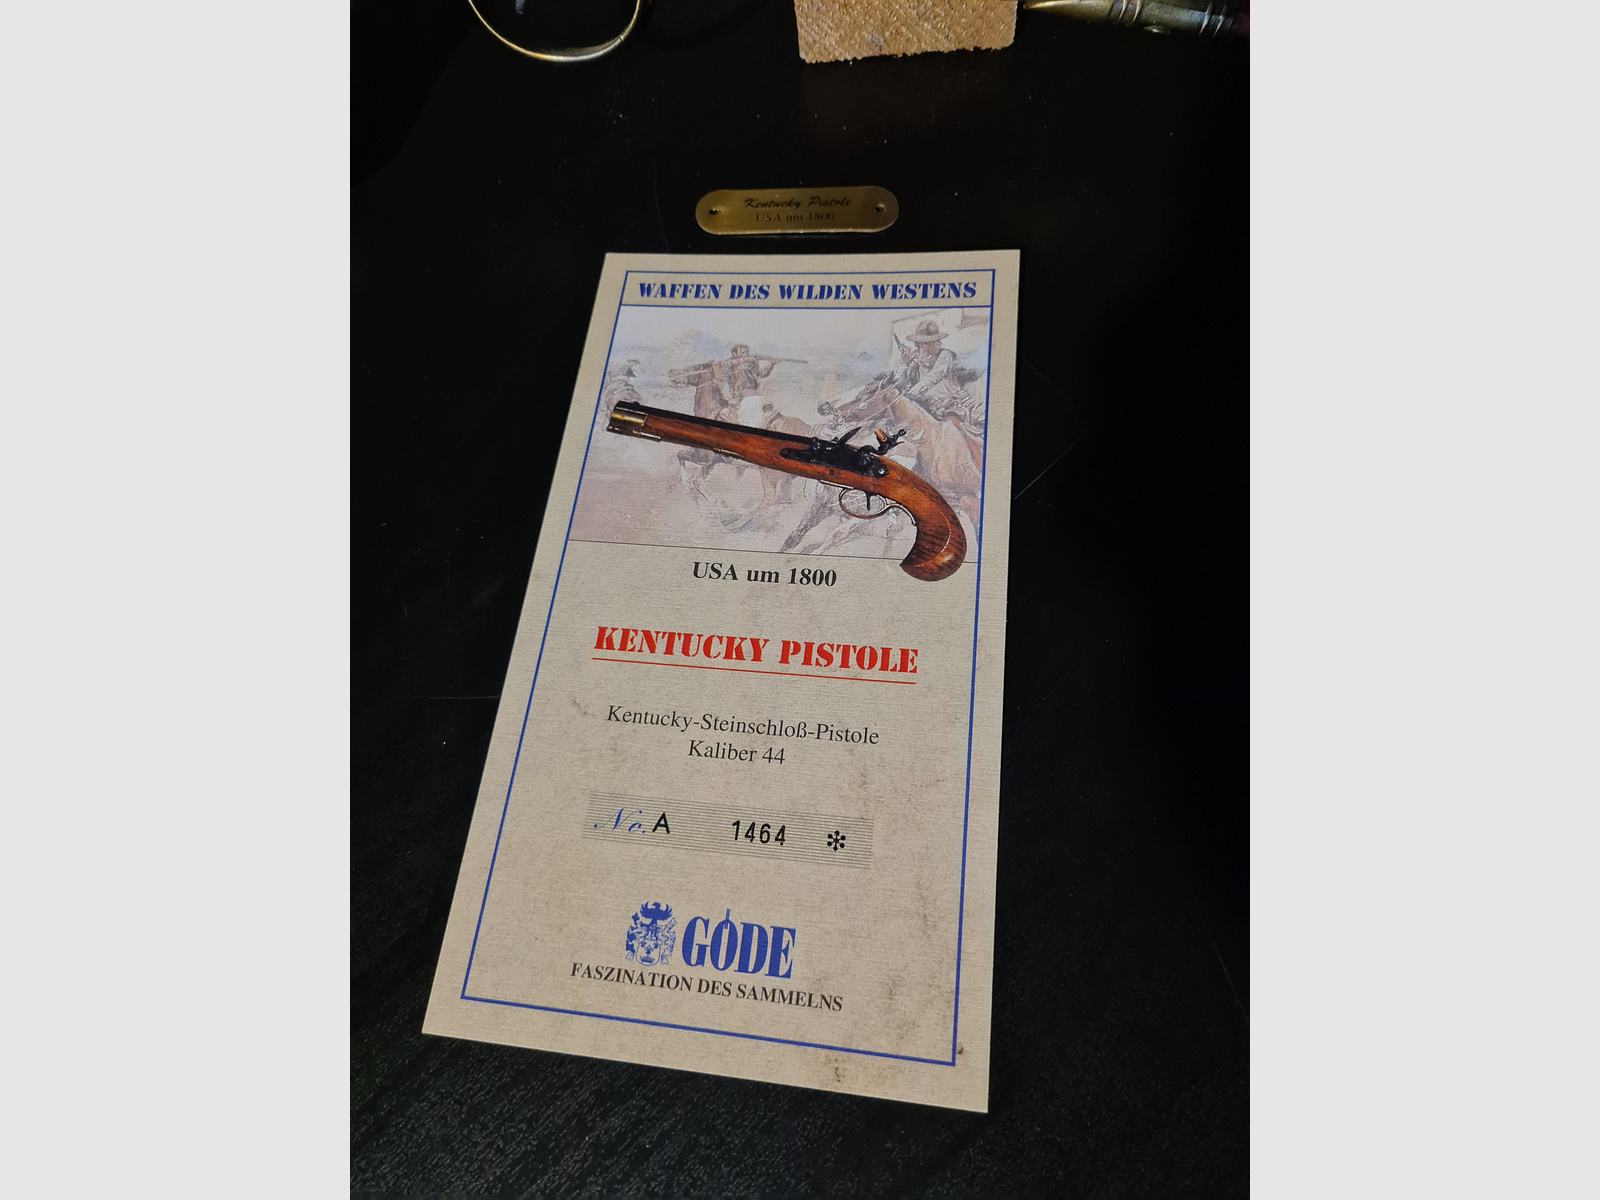 Kentucky Pistole
USA um 1800
WAFFEN DES WILDEN WESTENS
USA um 1800
KENTUCKY PISTOLE
Kentucky-Steinschloß-Pistole
Kaliber 44
No. A 1464 *
GÖDE
FASZINATION DES SAMMELNS